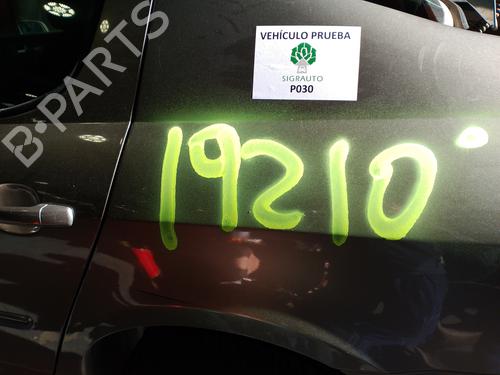 VEHÍCULO PRUEBA
SIGRAUTO
P030
B-PARTS
19210